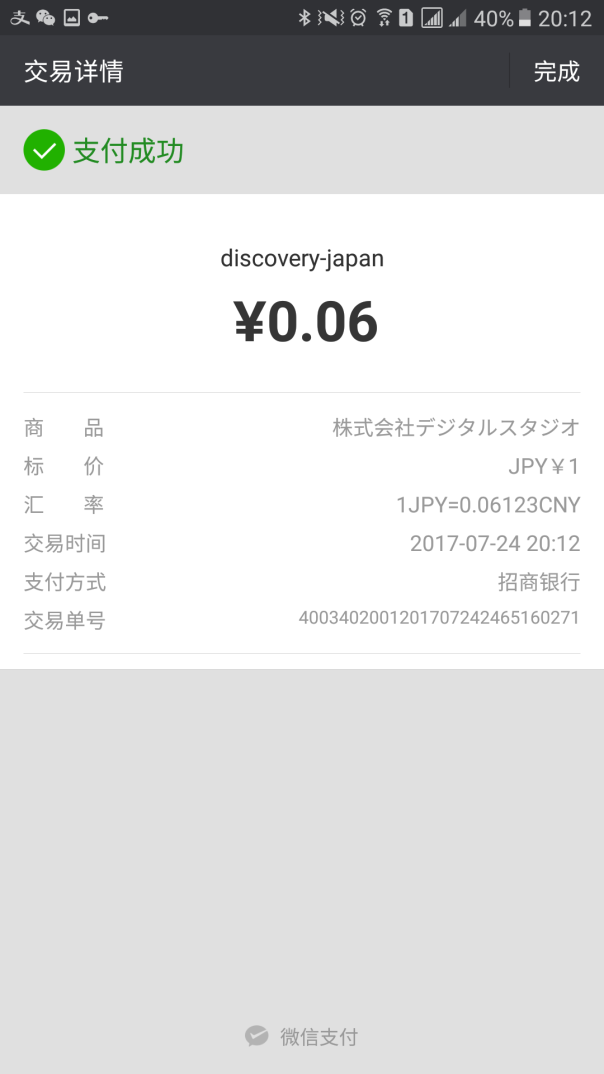 40% 20:12
交易详情 完成
支付成功
discovery-japan
¥0.06
商 品 株式会社デジタルスタジオ
标 价 JPY￥1
汇 率 1JPY=0.06123CNY
交易时间 2017-07-24 20:12
支付方式 招商银行
交易单号 4003402001201707242465160271
微信支付